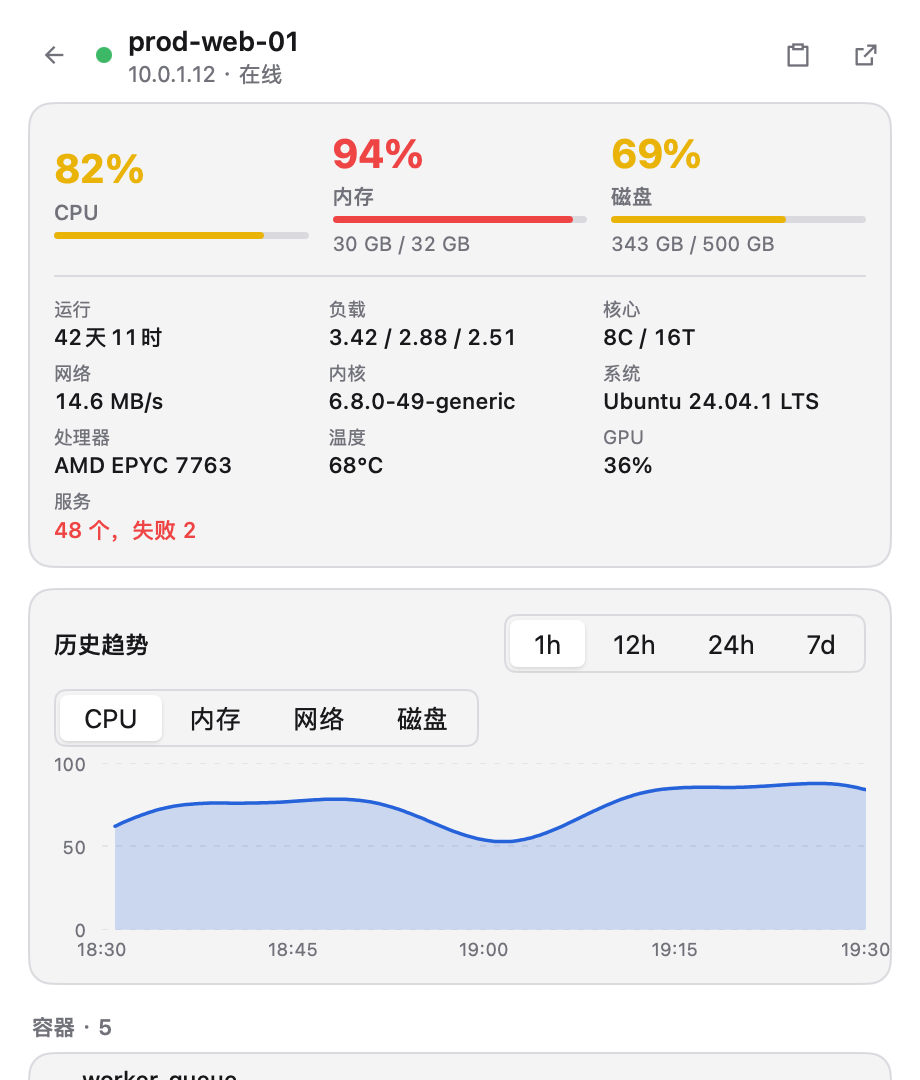 prod-web-01
10.0.1.12 · 在线
82%
CPU
94%
内存
30 GB / 32 GB
69%
磁盘
343 GB / 500 GB
运行
42天11时
负载
3.42 / 2.88 / 2.51
核心
8C / 16T
网络
14.6 MB/s
内核
6.8.0-49-generic
系统
Ubuntu 24.04.1 LTS
处理器
AMD EPYC 7763
温度
68°C
GPU
36%
服务
48 个，失败 2
历史趋势
1h 12h 24h 7d
CPU 内存 网络 磁盘
100
50
0
18:30 18:45 19:00 19:15 19:30
容器 · 5